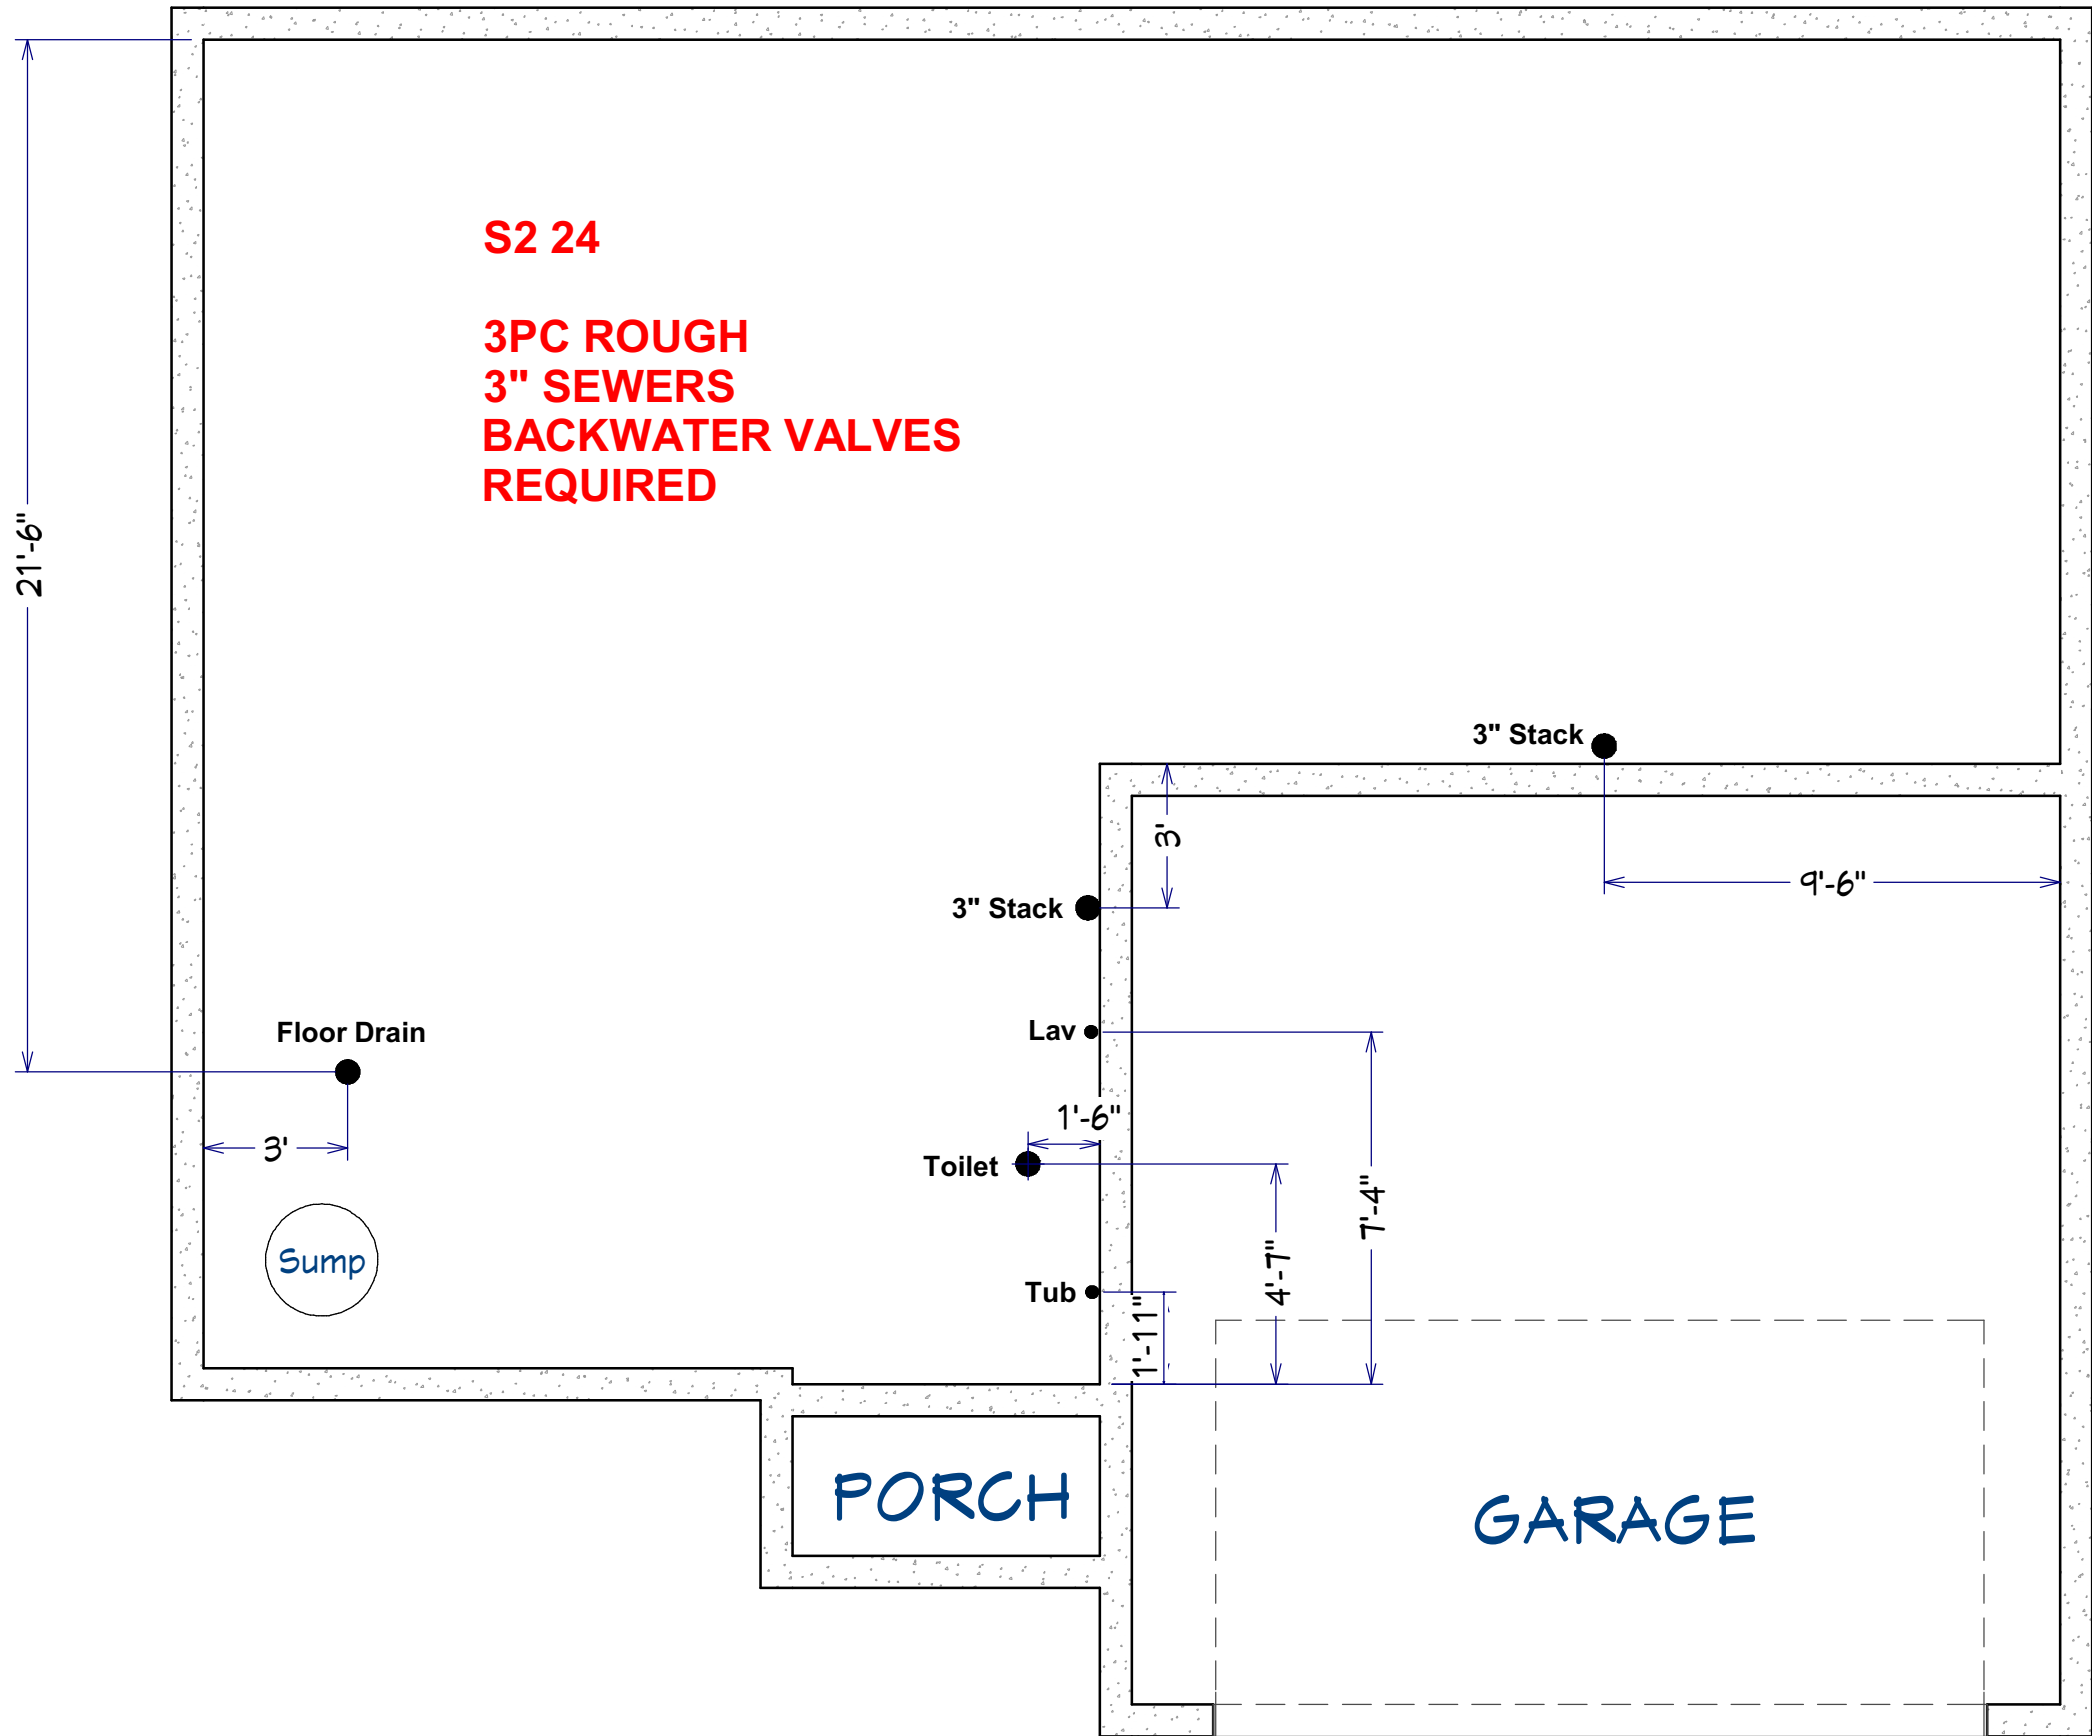 S2 24
3PC ROUGH
3" SEWERS
BACKWATER VALVES
REQUIRED
21'-6"
3" Stack
3'
9'-6"
3" Stack
Floor Drain
Lav
1'-6"
3'
Toilet
7'-4"
4'-7"
Sump
Tub
1'-11"
PORCH
GARAGE